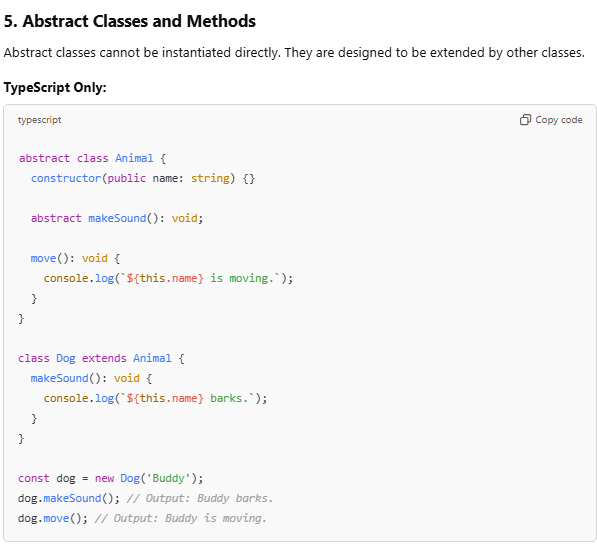 5. Abstract Classes and Methods
Abstract classes cannot be instantiated directly. They are designed to be extended by other classes.
TypeScript Only:
typescript
Copy code
abstract class Animal {
  constructor(public name: string) {}

  abstract makeSound(): void;

  move(): void {
    console.log(`${this.name} is moving.`);
  }
}

class Dog extends Animal {
  makeSound(): void {
    console.log(`${this.name} barks.`);
  }
}

const dog = new Dog('Buddy');
dog.makeSound(); // Output: Buddy barks.
dog.move(); // Output: Buddy is moving.